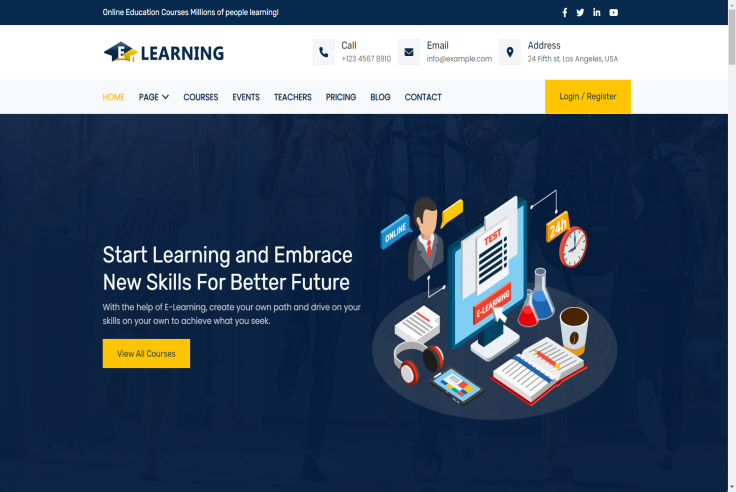 Online Education Courses Millions of people learning!
E LEARNING
Call
+123 4567 8910
Email
info@example.com
Address
24 Fifth st, Los Angeles, USA
HOME PAGE COURSES EVENTS TEACHERS PRICING BLOG CONTACT
Login / Register
Start Learning and Embrace
New Skills For Better Future
With the help of E-Learning, create your own path and drive on your
skills on your own to achieve what you seek.
View All Courses
ONLINE
TEST
24h
E-LEARNING